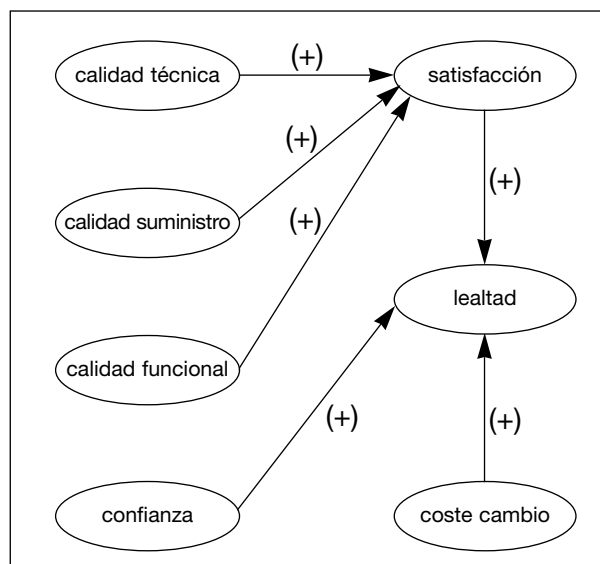 calidad técnica
(+)
satisfacción
(+)
calidad suministro
(+)
(+)
lealtad
calidad funcional
(+)
(+)
confianza
coste cambio